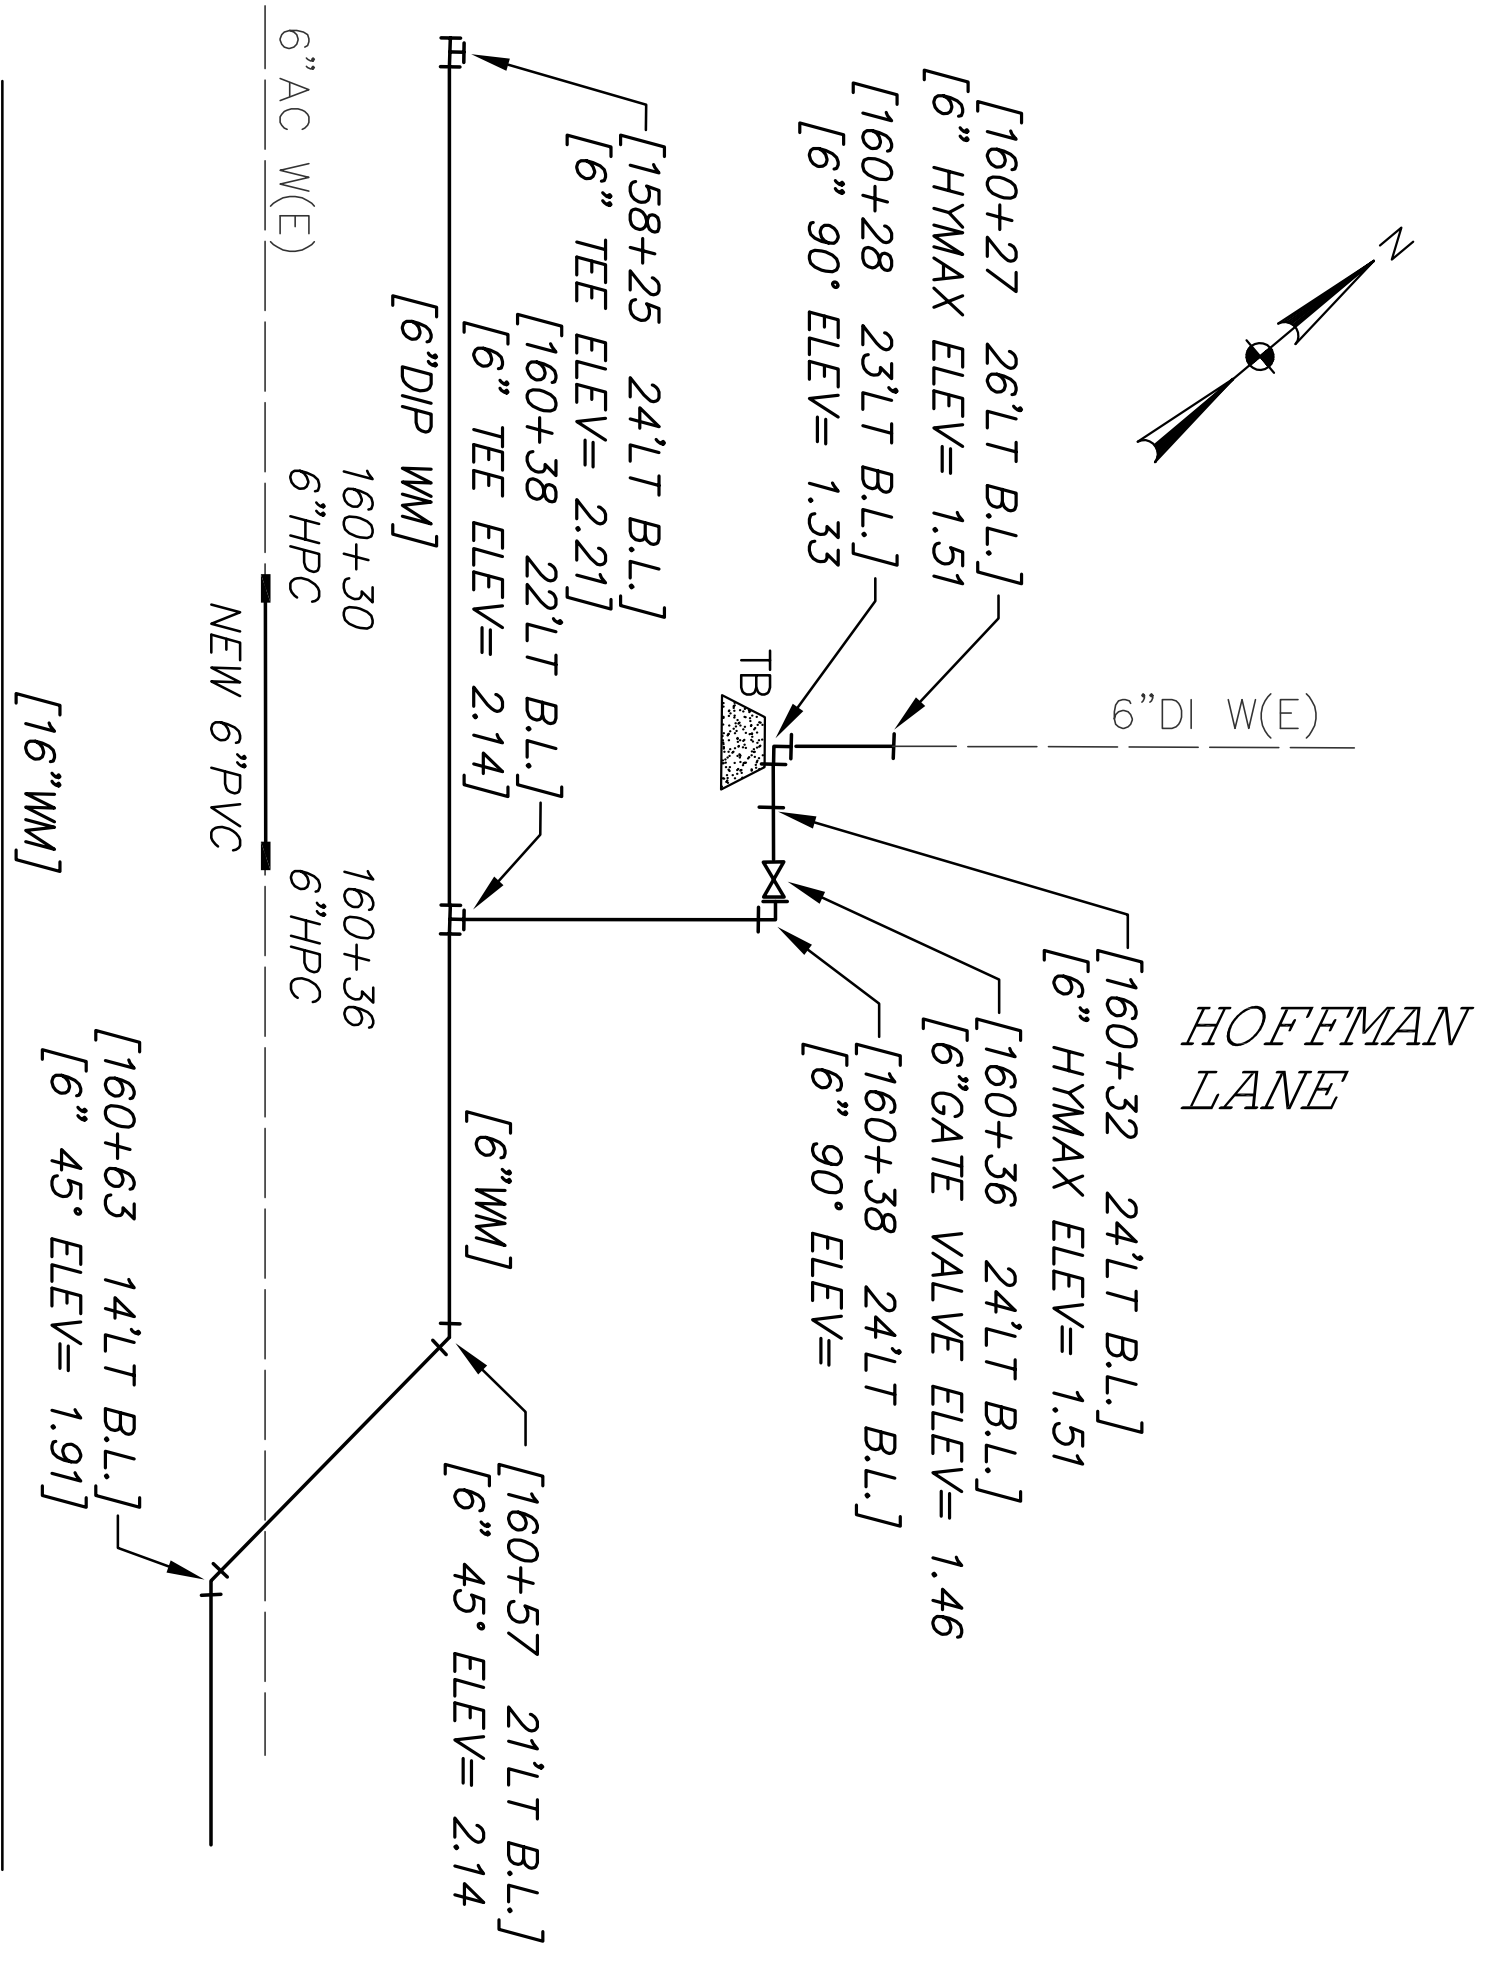 N
6"AC W(E)
[160+27 26'LT B.L.]
[6" HYMAX ELEV= 1.51
[160+28 23'LT B.L.]
[6" 90° ELEV= 1.33
[158+25 24'LT B.L.]
[6" TEE ELEV= 2.21]
[160+38 22'LT B.L.]
[6" TEE ELEV= 2.14]
[6"DIP WM]
160+30
6"HPC
NEW 6"PVC
[16"WM]
TB
6"DI W(E)
160+36
6"HPC
HOFFMAN
LANE
[160+32 24'LT B.L.]
[6" HYMAX ELEV= 1.51
[160+36 24'LT B.L.]
[6"GATE VALVE ELEV= 1.46
[160+38 24'LT B.L.]
[6" 90° ELEV=
[6"WM]
[160+63 14'LT B.L.]
[6" 45° ELEV= 1.91]
[160+57 21'LT B.L.]
[6" 45° ELEV= 2.14